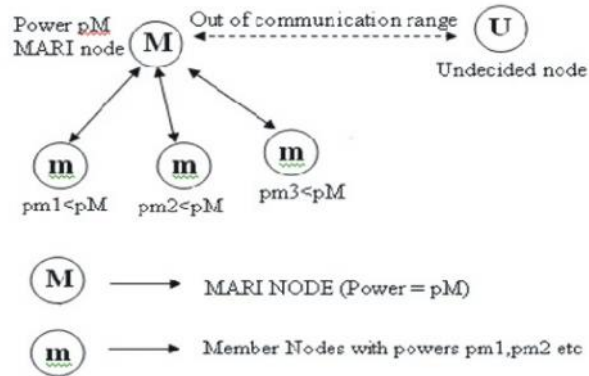 Power pM
MARI node
M
Out of communication range
U
Undecided node
m
m
m
pm1<pM
pm2<pM
pm3<pM
M
MARI NODE (Power = pM)
m
Member Nodes with powers pm1,pm2 etc